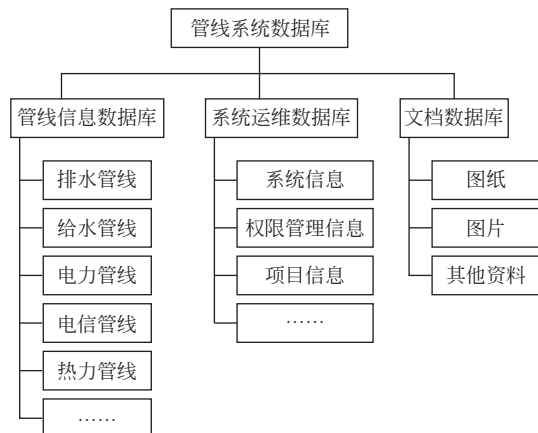 管线系统数据库
管线信息数据库
排水管线
给水管线
电力管线
电信管线
热力管线
……
系统运维数据库
系统信息
权限管理信息
项目信息
……
文档数据库
图纸
图片
其他资料